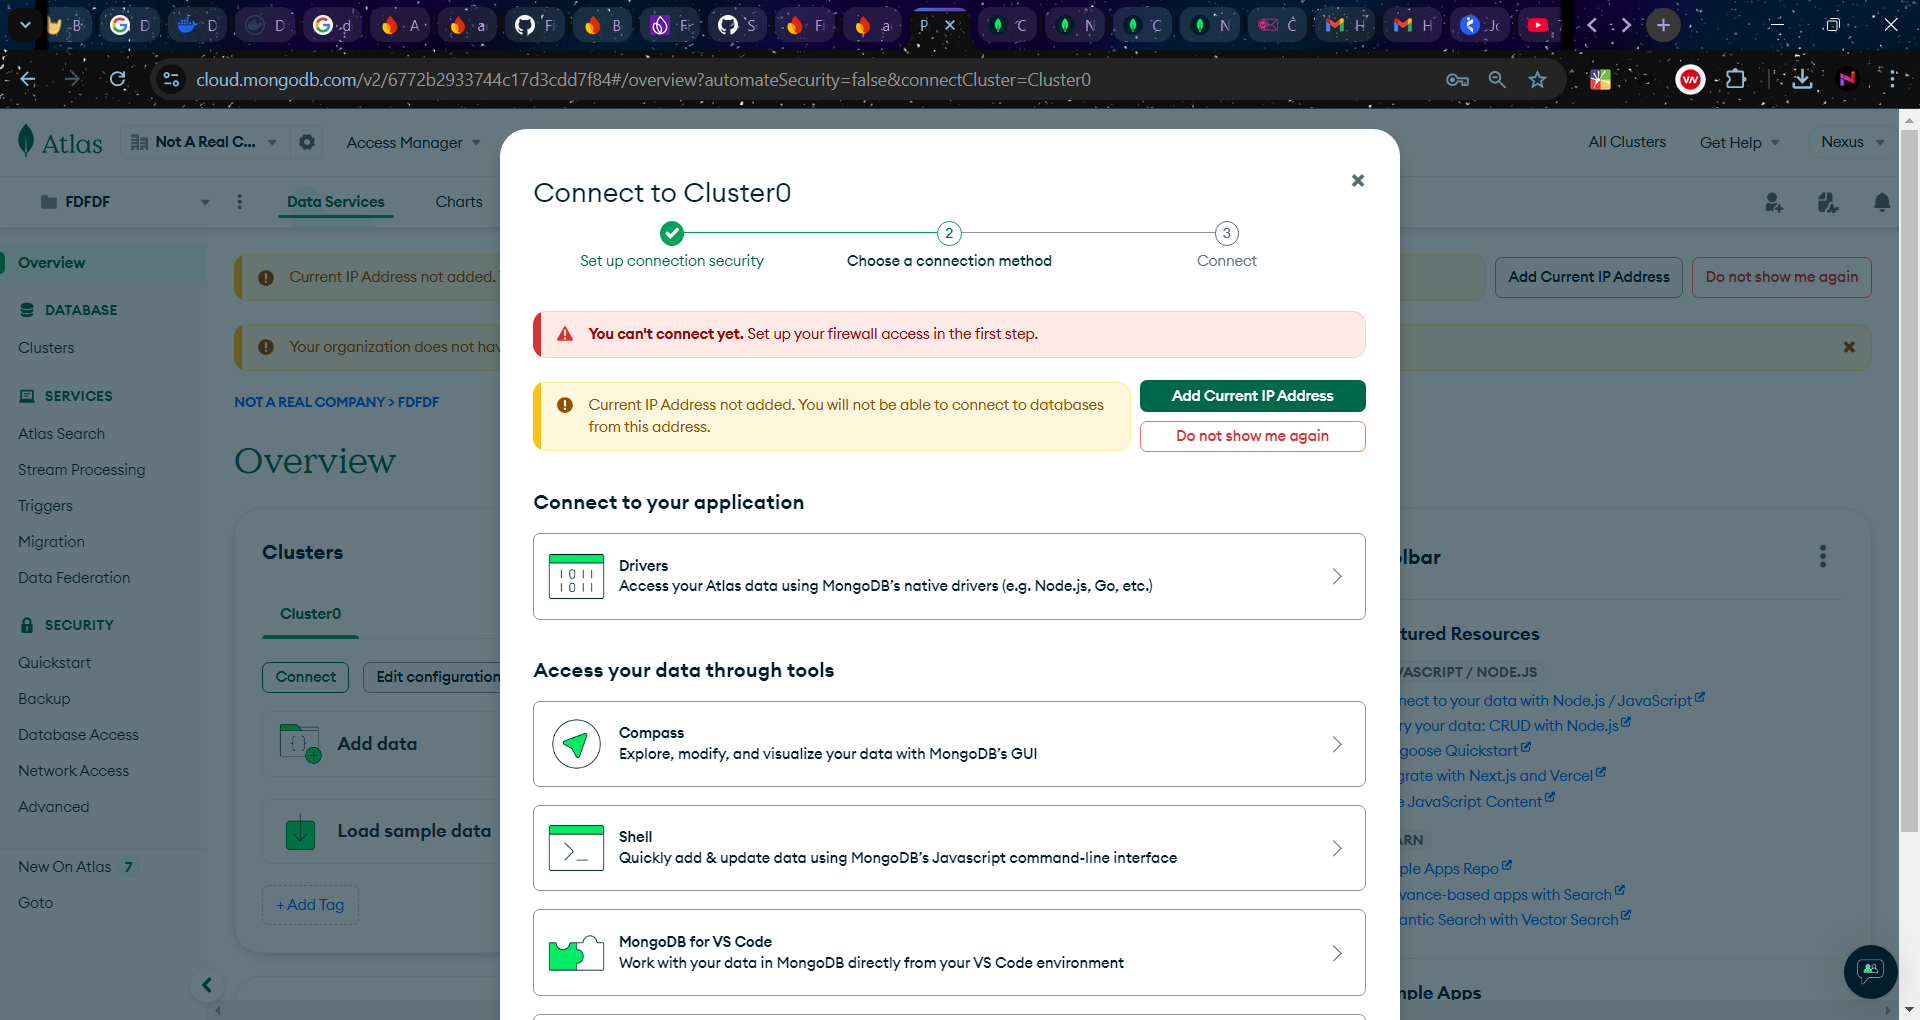 B
D
D
D
d
A
a
Fi
B
Fr
S
Fi
a
P
C
N
C
N
C
H
H
Jc
7
cloud.mongodb.com/v2/6772b2933744c17d3cdd7f84#/overview?automateSecurity=false&connectCluster=Cluster0
VN
N
Atlas
Not A Real C...
Access Manager
All Clusters
Get Help
Nexus
FDFDF
Data Services
Charts
Overview
DATABASE
Clusters
SERVICES
Atlas Search
Stream Processing
Triggers
Migration
Data Federation
SECURITY
Quickstart
Backup
Database Access
Network Access
Advanced
New On Atlas 7
Goto
Current IP Address not added.
Add Current IP Address
Do not show me again
Your organization does not hav
NOT A REAL COMPANY > FDFDF
Overview
Clusters
Cluster0
Connect
Edit configuration
Add data
Load sample data
+ Add Tag
Connect to Cluster0
2
3
Set up connection security
Choose a connection method
Connect
You can't connect yet. Set up your firewall access in the first step.
Current IP Address not added. You will not be able to connect to databases
from this address.
Add Current IP Address
Do not show me again
Connect to your application
Drivers
Access your Atlas data using MongoDB's native drivers (e.g. Node.js, Go, etc.)
Access your data through tools
Compass
Explore, modify, and visualize your data with MongoDB's GUI
Shell
Quickly add & update data using MongoDB's Javascript command-line interface
MongoDB for VS Code
Work with your data in MongoDB directly from your VS Code environment
lbar
tured Resources
VASCRIPT / NODE.JS
nect to your data with Node.js / JavaScript
ry your data: CRUD with Node.js
goose Quickstart
grate with Next.js and Vercel
e JavaScript Content
ARN
ple Apps Repo
vance-based apps with Search
antic Search with Vector Search
nple Apps